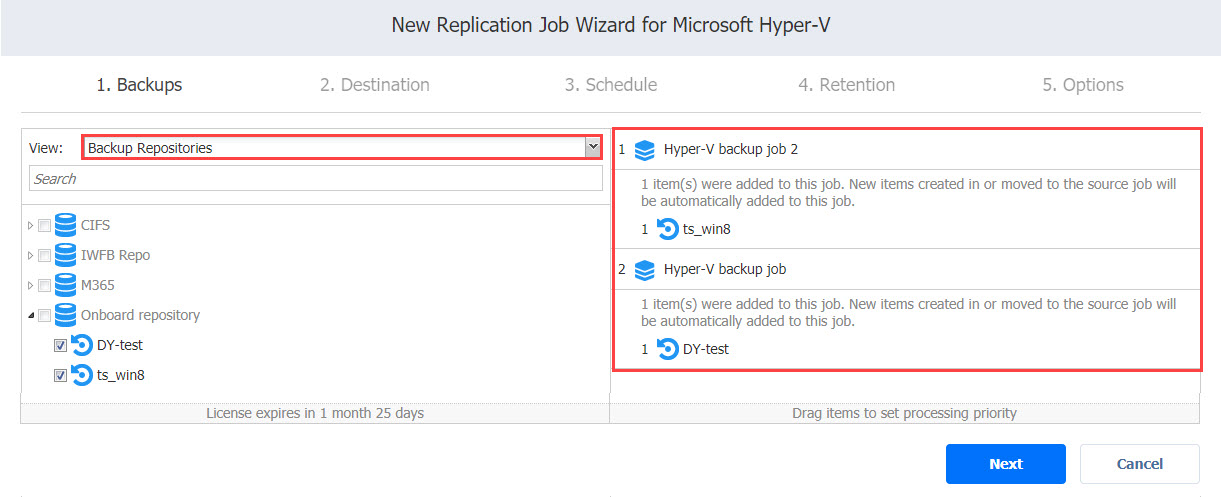 New Replication Job Wizard for Microsoft Hyper-V
1. Backups
2. Destination
3. Schedule
4. Retention
5. Options
View:
Backup Repositories
Search
CIFS
IWFB Repo
M365
Onboard repository
DY-test
ts_win8
License expires in 1 month 25 days
1 Hyper-V backup job 2
1 item(s) were added to this job. New items created in or moved to the source job will
be automatically added to this job.
1 ts_win8
2 Hyper-V backup job
1 item(s) were added to this job. New items created in or moved to the source job will
be automatically added to this job.
1 DY-test
Drag items to set processing priority
Next
Cancel